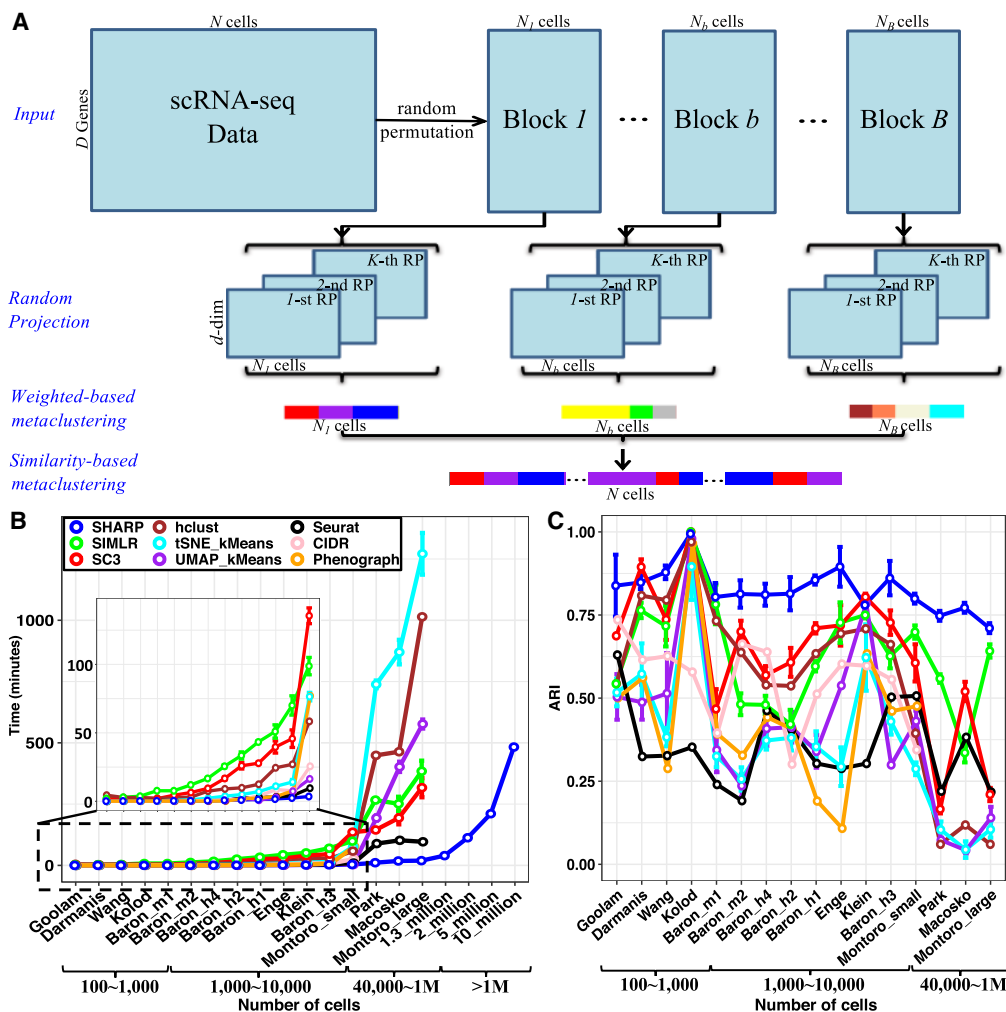 A
N cells
N1 cells
Nb cells
NB cells
Input
D Genes
scRNA-seq
Data
random
permutation
Block 1
...
Block b
...
Block B
Random
Projection
d-dim
K-th RP
2-nd RP
1-st RP
N1 cells
K-th RP
2-nd RP
1-st RP
Nb cells
K-th RP
2-nd RP
1-st RP
NB cells
Weighted-based
metaclustering
N1 cells
Nb cells
NB cells
Similarity-based
metaclustering
...
...
N cells
B
SHARP
SIMLR
SC3
hclust
tSNE_kMeans
UMAP_kMeans
Seurat
CIDR
Phenograph
Time (minutes)
1000
500
0
100
50
0
Goolam
Darmanis
Wang
Kolod
Baron_m1
Baron_m2
Baron_h4
Baron_h2
Baron_h1
Enge
Klein
Baron_h3
Montoro_small
Park
Macosko
Montoro_large
1.3_million
2_million
5_million
10_million
100~1,000
1,000~10,000
40,000~1M
>1M
Number of cells
C
ARI
1.00
0.75
0.50
0.25
0.00
Goolam
Darmanis
Wang
Kolod
Baron_m1
Baron_m2
Baron_h4
Baron_h2
Baron_h1
Enge
Klein
Baron_h3
Montoro_small
Park
Macosko
Montoro_large
100~1,000
1,000~10,000
40,000~1M
Number of cells